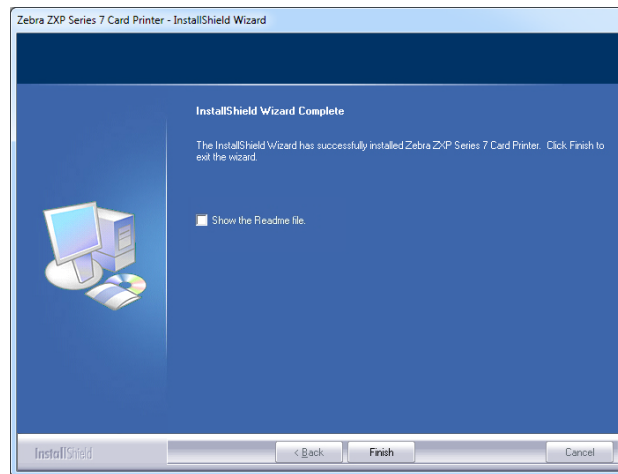 Zebra ZXP Series 7 Card Printer - InstallShield Wizard
InstallShield Wizard Complete
The InstallShield Wizard has successfully installed Zebra ZXP Series 7 Card Printer. Click Finish to
exit the wizard.
Show the Readme file.
InstallShield
< Back
Finish
Cancel